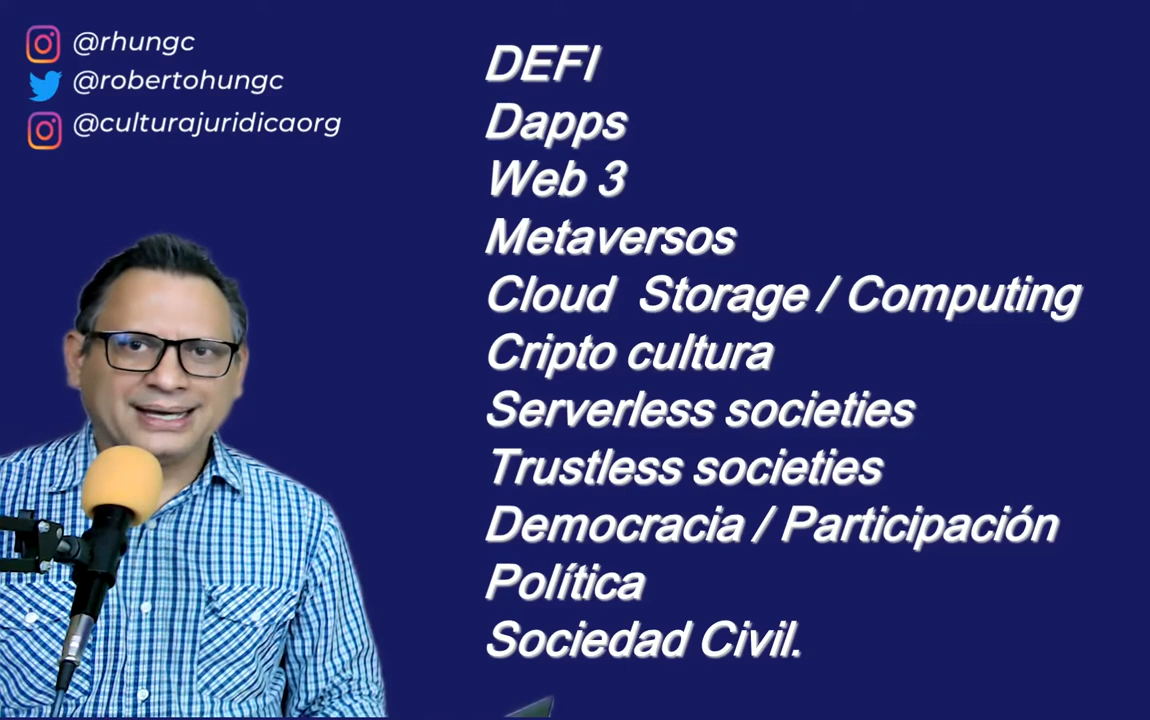 @rhungc
@robertohungc
@culturajuridicaorg
DEFI
Dapps
Web 3
Metaversos
Cloud Storage / Computing
Cripto cultura
Serverless societies
Trustless societies
Democracia / Participación
Política
Sociedad Civil.